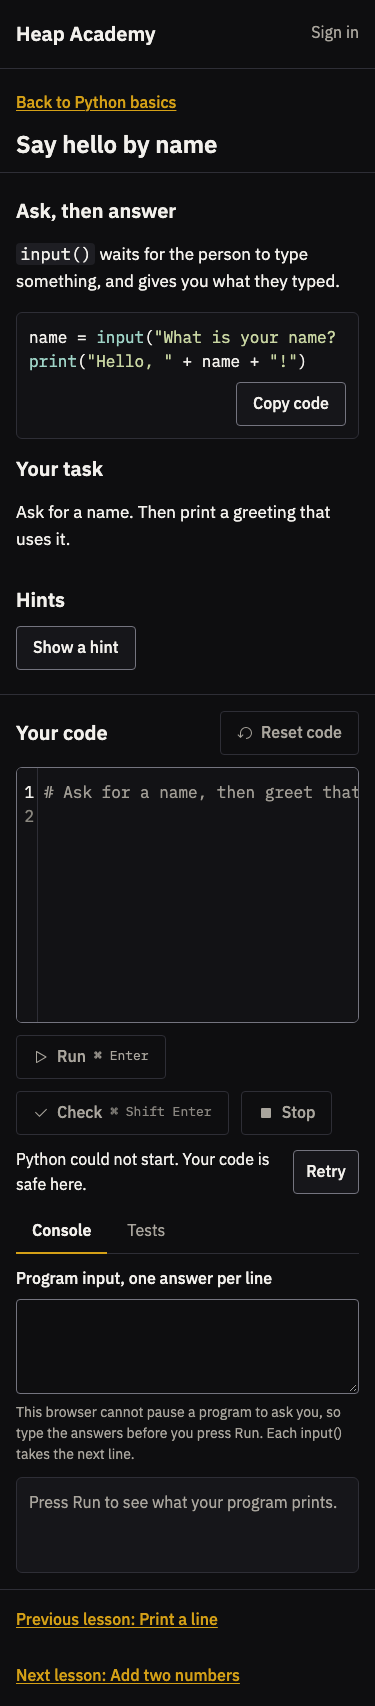 Heap Academy
Sign in
Back to Python basics
Say hello by name
Ask, then answer
input() waits for the person to type
something, and gives you what they typed.
name = input("What is your name?
print("Hello, " + name + "!")
Copy code
Your task
Ask for a name. Then print a greeting that
uses it.
Hints
Show a hint
Your code
Reset code
1 # Ask for a name, then greet that
2
Run ⌘ Enter
Check ⌘ Shift Enter
Stop
Python could not start. Your code is
safe here.
Retry
Console
Tests
Program input, one answer per line
This browser cannot pause a program to ask you, so
type the answers before you press Run. Each input()
takes the next line.
Press Run to see what your program prints.
Previous lesson: Print a line
Next lesson: Add two numbers